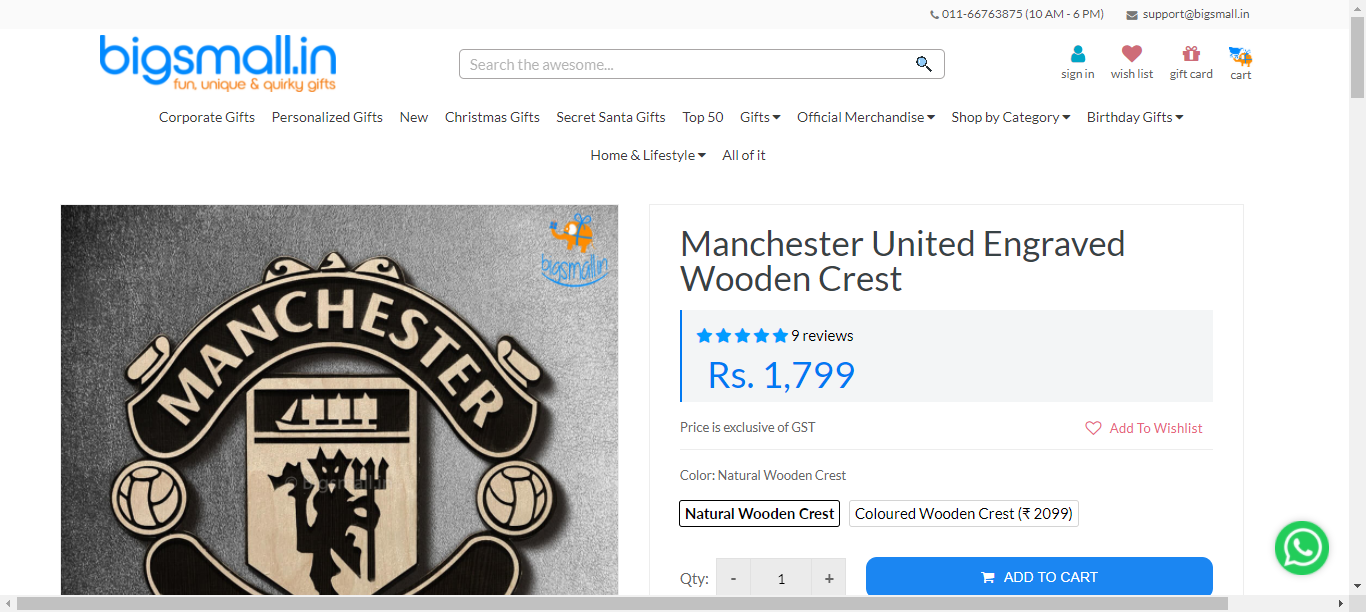 011-66763875 (10 AM - 6 PM) support@bigsmall.in
bigsmall.in
fun, unique & quirky gifts
Search the awesome...
sign in wish list gift card cart
Corporate Gifts Personalized Gifts New Christmas Gifts Secret Santa Gifts Top 50 Gifts Official Merchandise Shop by Category Birthday Gifts
Home & Lifestyle All of it
bigsmall.in
MANCHESTER
© bigsmall.in
Manchester United Engraved
Wooden Crest
9 reviews
Rs. 1,799
Price is exclusive of GST Add To Wishlist
Color: Natural Wooden Crest
Natural Wooden Crest Coloured Wooden Crest (₹ 2099)
Qty: - 1 + ADD TO CART